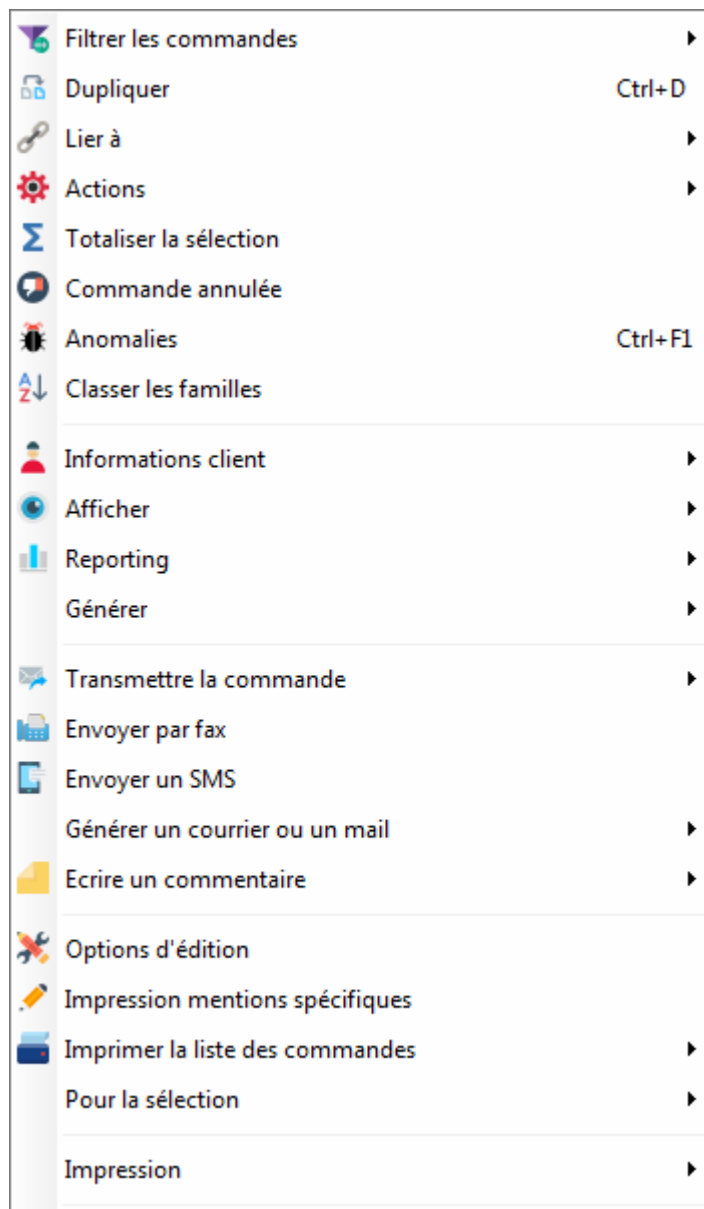 Filtrer les commandes
Dupliquer Ctrl+D
Lier à
Actions
Totaliser la sélection
Commande annulée
Anomalies Ctrl+F1
Classer les familles
Informations client
Afficher
Reporting
Générer
Transmettre la commande
Envoyer par fax
Envoyer un SMS
Générer un courrier ou un mail
Ecrire un commentaire
Options d'édition
Impression mentions spécifiques
Imprimer la liste des commandes
Pour la sélection
Impression